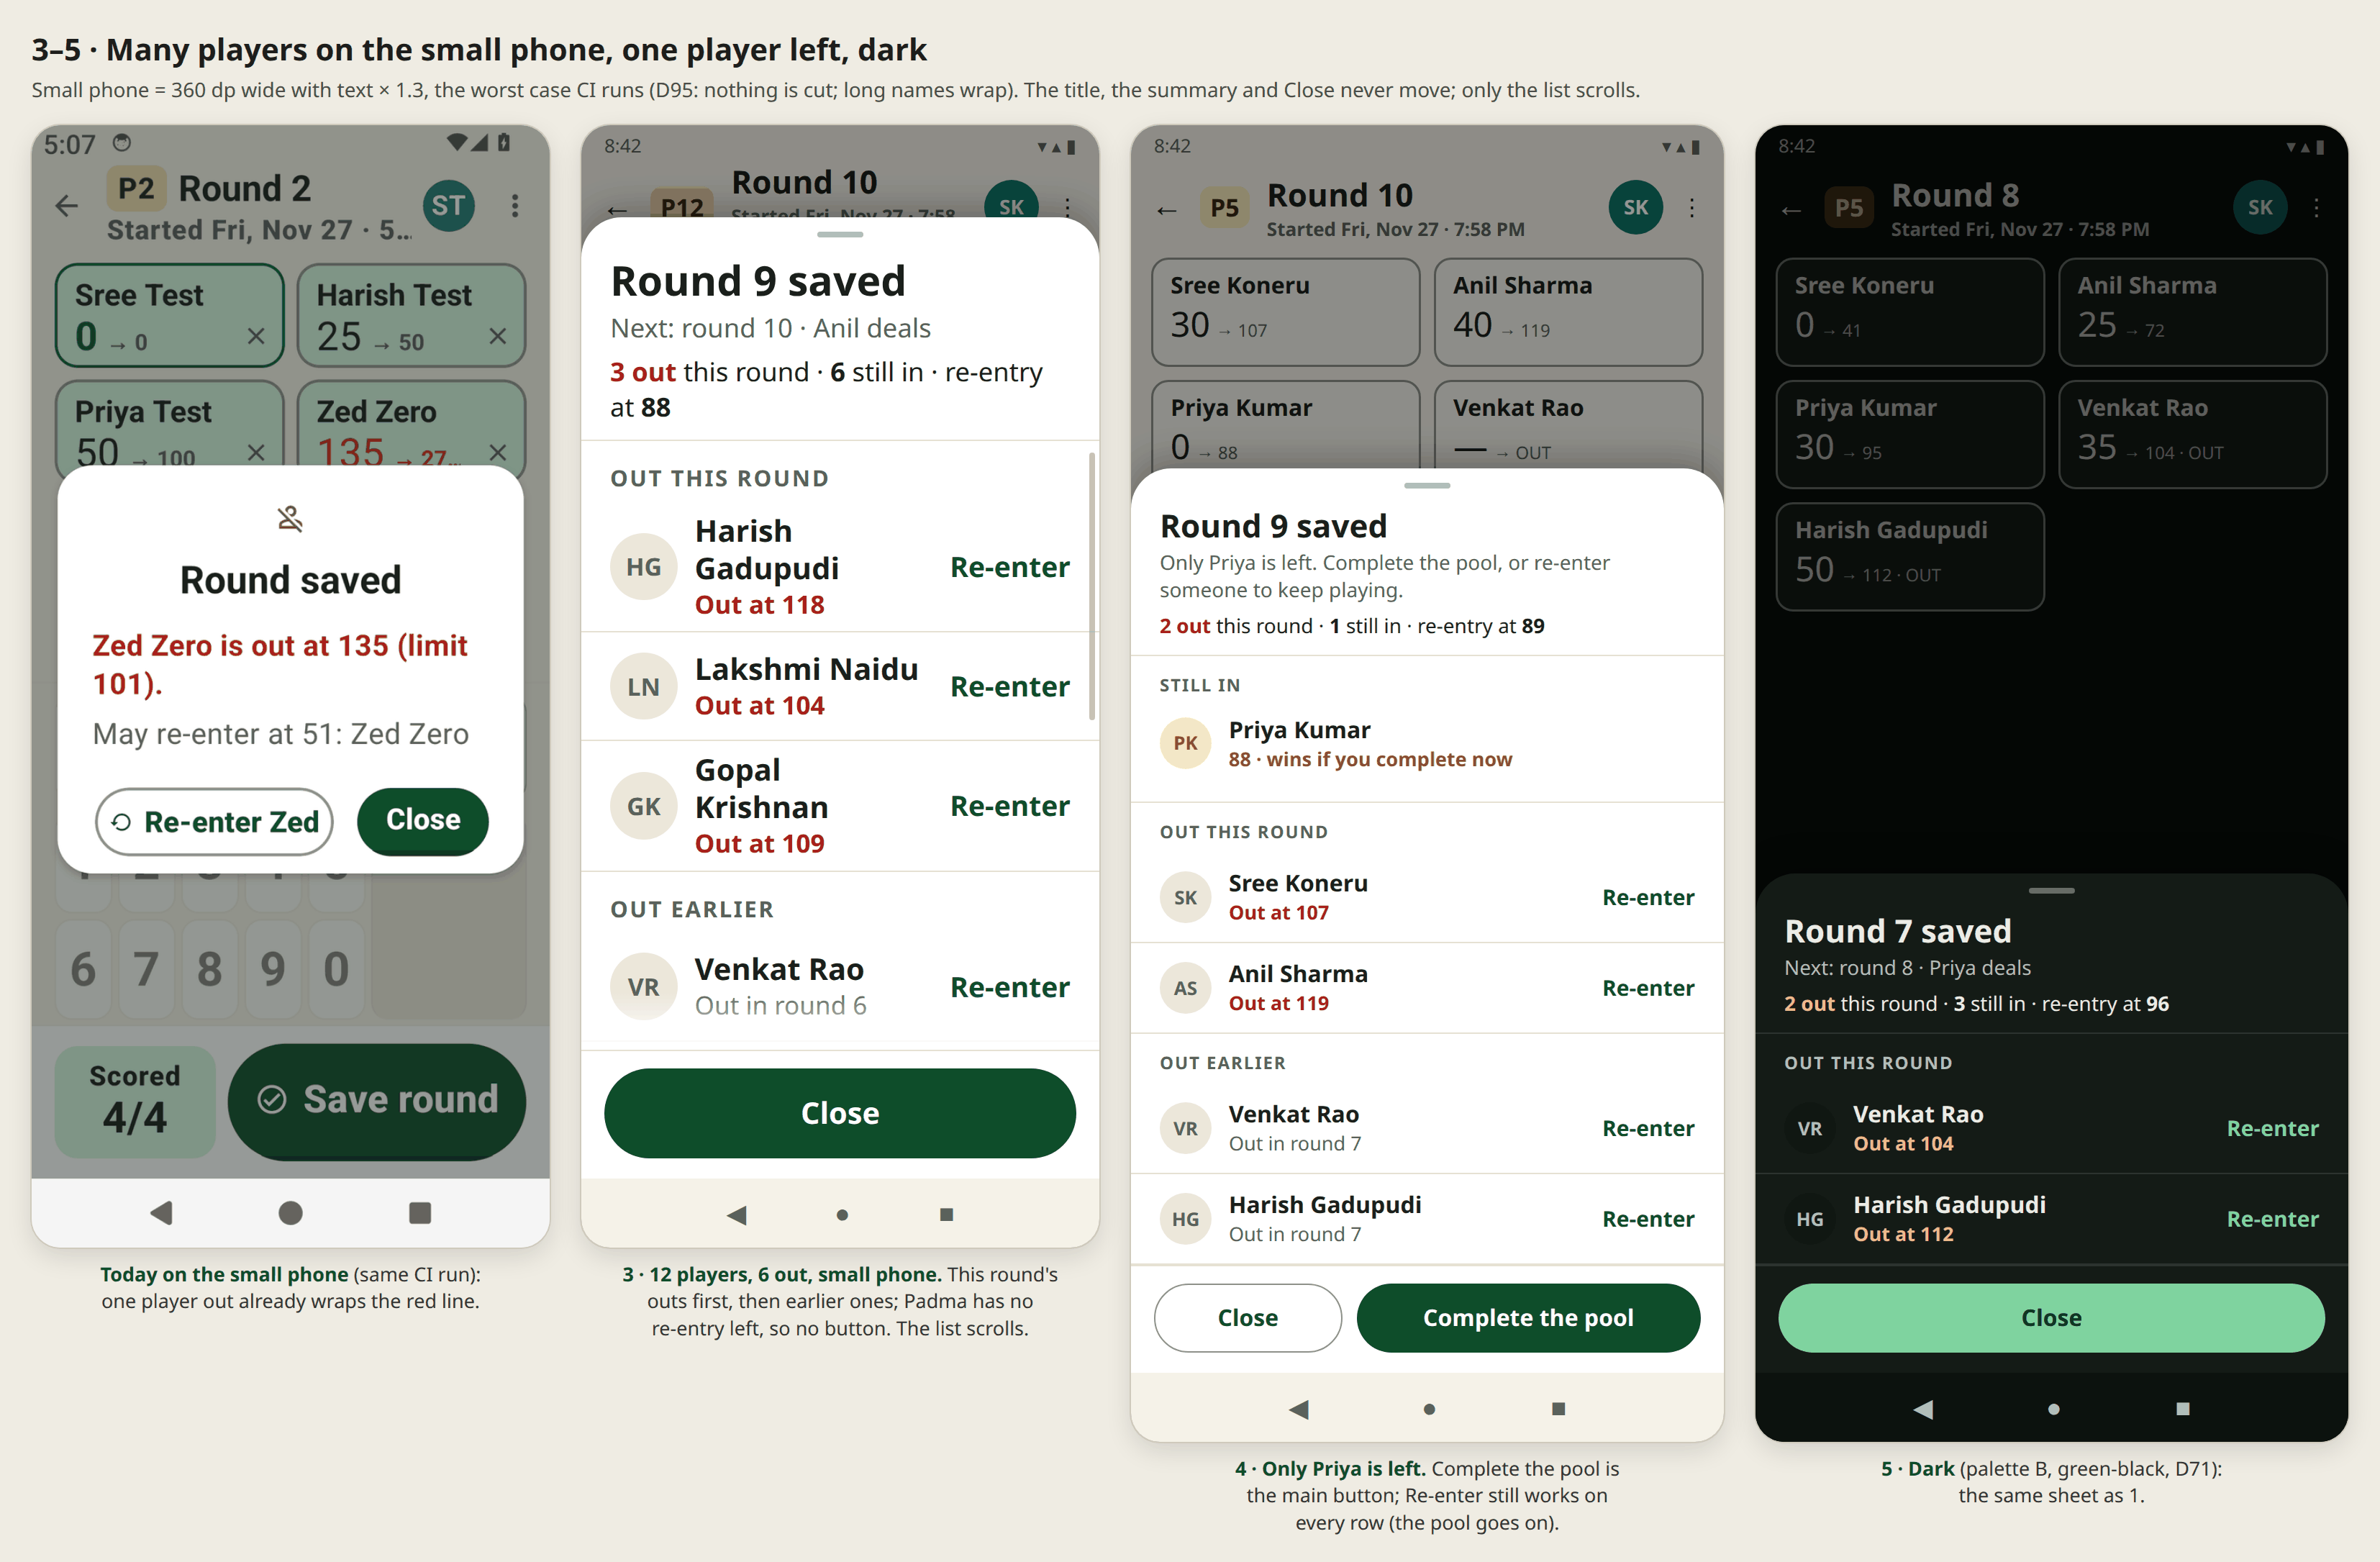 3–5 · Many players on the small phone, one player left, dark
Small phone = 360 dp wide with text × 1.3, the worst case CI runs (D95: nothing is cut; long names wrap). The title, the summary and Close never move; only the list scrolls.
5:07
P2 Round 2
Started Fri, Nov 27 · 5...
ST
Sree Test
0 → 0 ×
Harish Test
25 → 50 ×
Priya Test
50 → 100 ×
Zed Zero
135 → 27... ×
Round saved
Zed Zero is out at 135 (limit
101).
May re-enter at 51: Zed Zero
Re-enter Zed
Close
6 7 8 9 0
Scored
4/4
Save round
Today on the small phone (same CI run):
one player out already wraps the red line.
8:42
← P12 Round 10
Started Fri, Nov 27 · 7:58
SK
Round 9 saved
Next: round 10 · Anil deals
3 out this round · 6 still in · re-entry
at 88
OUT THIS ROUND
HG
Harish
Gadupudi
Out at 118
Re-enter
LN
Lakshmi Naidu
Out at 104
Re-enter
GK
Gopal
Krishnan
Out at 109
Re-enter
OUT EARLIER
VR
Venkat Rao
Out in round 6
Re-enter
Close
3 · 12 players, 6 out, small phone. This round's
outs first, then earlier ones; Padma has no
re-entry left, so no button. The list scrolls.
8:42
← P5 Round 10
Started Fri, Nov 27 · 7:58 PM
SK
Sree Koneru
30 → 107
Anil Sharma
40 → 119
Priya Kumar
0 → 88
Venkat Rao
— → OUT
Round 9 saved
Only Priya is left. Complete the pool, or re-enter
someone to keep playing.
2 out this round · 1 still in · re-entry at 89
STILL IN
PK
Priya Kumar
88 · wins if you complete now
OUT THIS ROUND
SK
Sree Koneru
Out at 107
Re-enter
AS
Anil Sharma
Out at 119
Re-enter
OUT EARLIER
VR
Venkat Rao
Out in round 7
Re-enter
HG
Harish Gadupudi
Out in round 7
Re-enter
Close
Complete the pool
4 · Only Priya is left. Complete the pool is
the main button; Re-enter still works on
every row (the pool goes on).
8:42
← P5 Round 8
Started Fri, Nov 27 · 7:58 PM
SK
Sree Koneru
0 → 41
Anil Sharma
25 → 72
Priya Kumar
30 → 95
Venkat Rao
35 → 104 · OUT
Harish Gadupudi
50 → 112 · OUT
Round 7 saved
Next: round 8 · Priya deals
2 out this round · 3 still in · re-entry at 96
OUT THIS ROUND
VR
Venkat Rao
Out at 104
Re-enter
HG
Harish Gadupudi
Out at 112
Re-enter
Close
5 · Dark (palette B, green-black, D71):
the same sheet as 1.